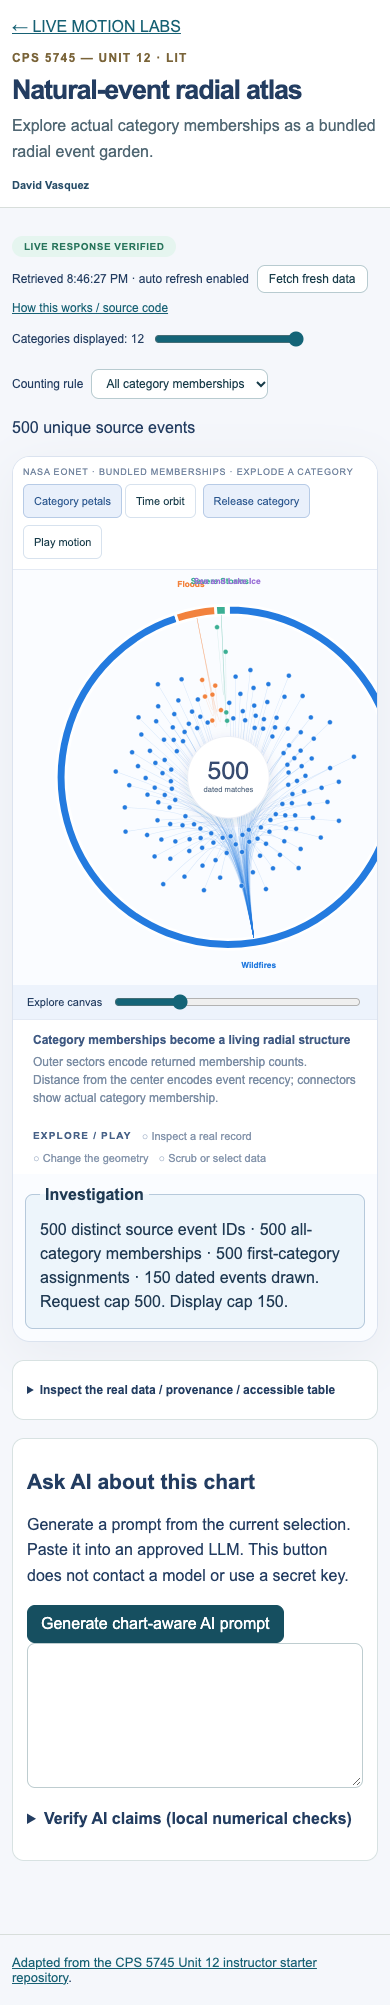 ← LIVE MOTION LABS
CPS 5745 — UNIT 12 · LIT
Natural-event radial atlas
Explore actual category memberships as a bundled
radial event garden.
David Vasquez
LIVE RESPONSE VERIFIED
Retrieved 8:46:27 PM · auto refresh enabled
Fetch fresh data
How this works / source code
Categories displayed: 12
Counting rule
All category memberships
500 unique source events
NASA EONET · BUNDLED MEMBERSHIPS · EXPLODE A CATEGORY
Category petals
Time orbit
Release category
Play motion
Floods
500
dated matches
Wildfires
Explore canvas
Category memberships become a living radial structure
Outer sectors encode returned membership counts.
Distance from the center encodes event recency; connectors
show actual category membership.
EXPLORE / PLAY ○ Inspect a real record
○ Change the geometry ○ Scrub or select data
Investigation
500 distinct source event IDs · 500 all-
category memberships · 500 first-category
assignments · 150 dated events drawn.
Request cap 500. Display cap 150.
▶ Inspect the real data / provenance / accessible table
Ask AI about this chart
Generate a prompt from the current selection.
Paste it into an approved LLM. This button
does not contact a model or use a secret key.
Generate chart-aware AI prompt
▶ Verify AI claims (local numerical checks)
Adapted from the CPS 5745 Unit 12 instructor starter
repository.